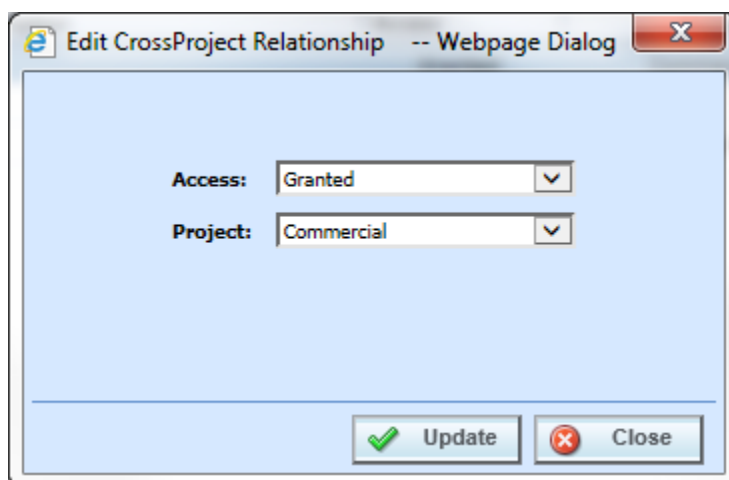 Edit CrossProject Relationship -- Webpage Dialog
Access: Granted
Project: Commercial
Update Close